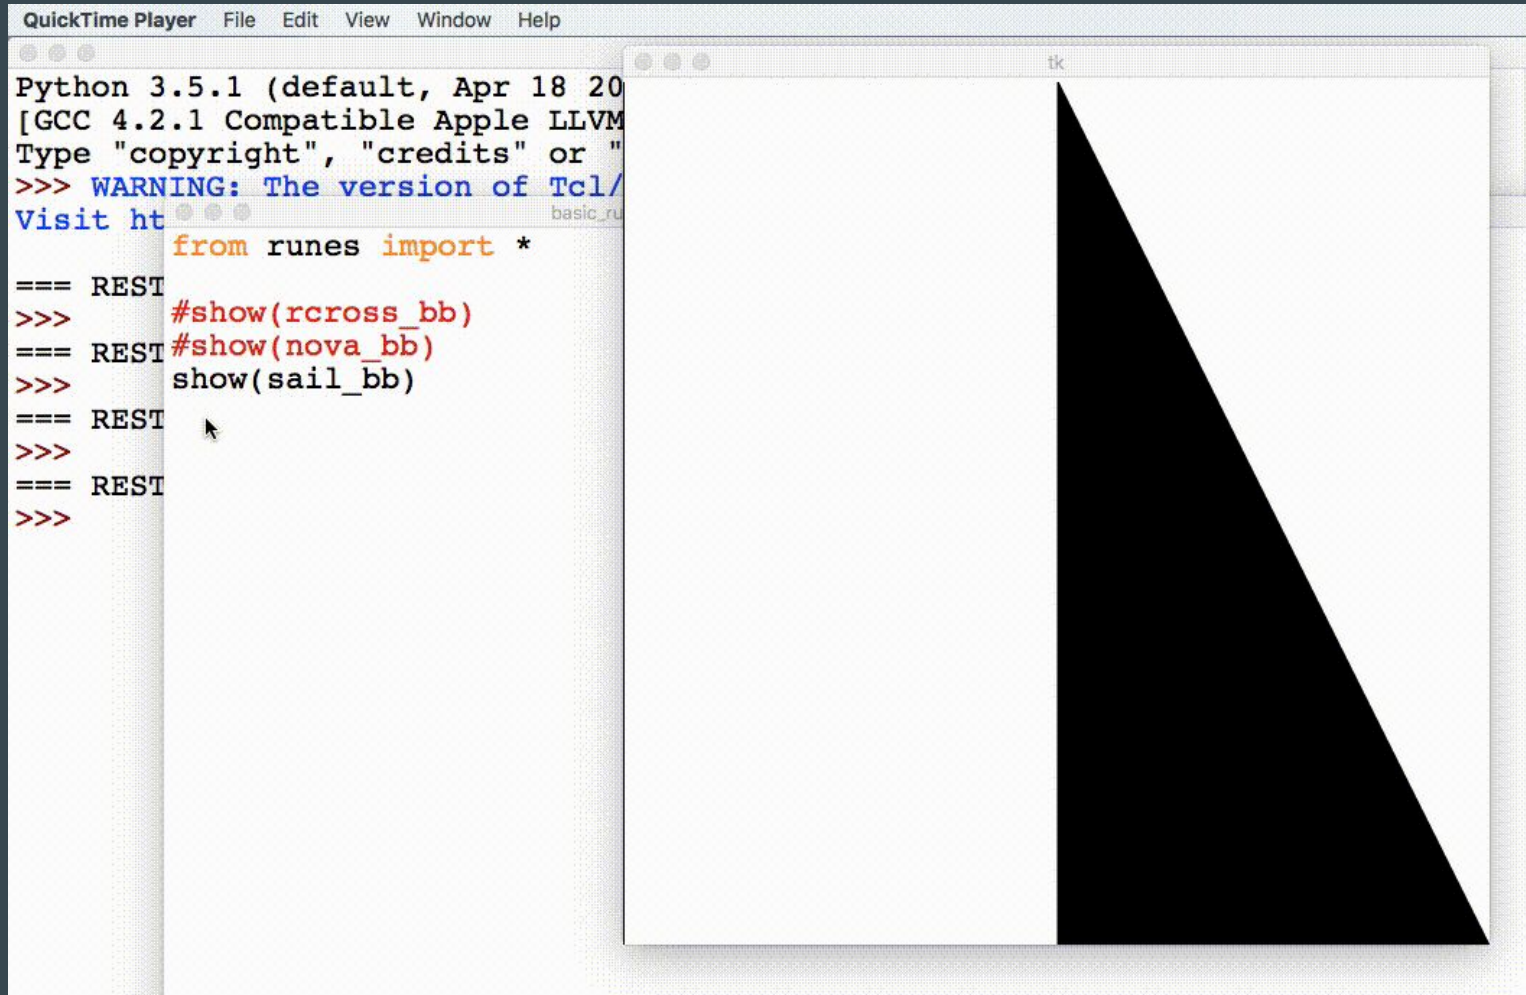 QuickTime Player File Edit View Window Help
tk
Python 3.5.1 (default, Apr 18 20
[GCC 4.2.1 Compatible Apple LLVM
Type "copyright", "credits" or "
>>> WARNING: The version of Tcl/
Visit ht
basic_ru
from runes import *
#show(rcross_bb)
#show(nova_bb)
show(sail_bb)
=== REST
>>>
=== REST
>>>
=== REST
>>>
=== REST
>>>